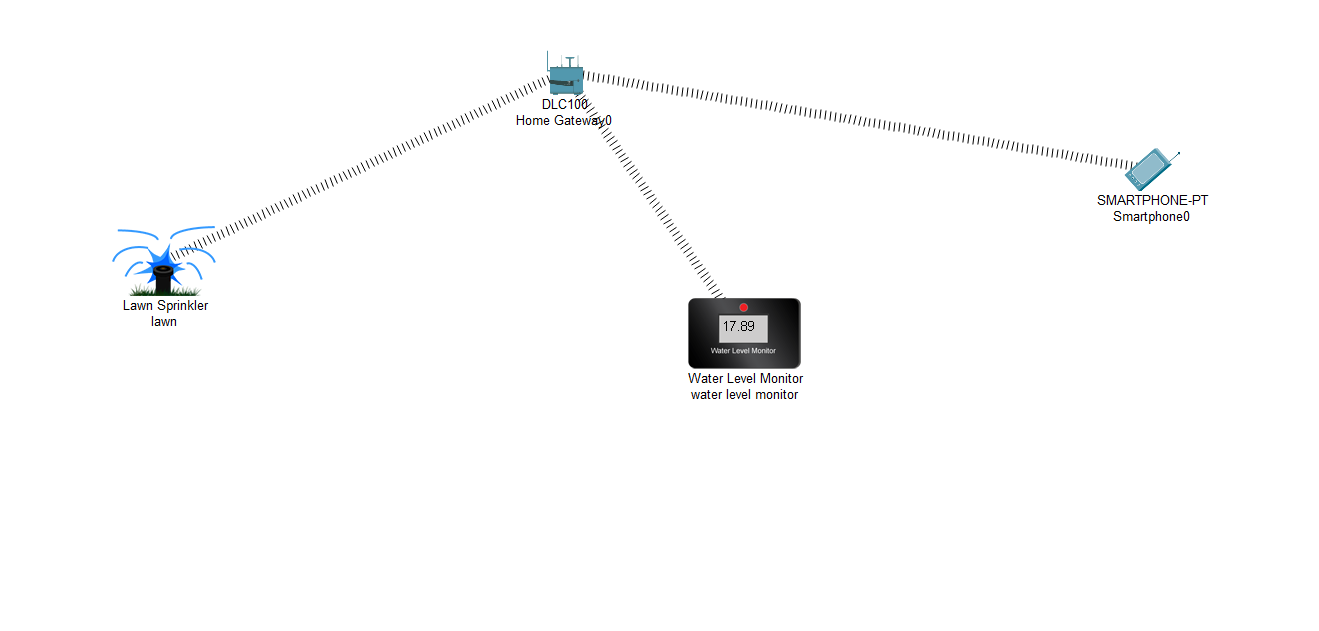 DLC100
Home Gateway0
SMARTPHONE-PT
Smartphone0
Lawn Sprinkler
lawn
17.89
Water Level Monitor
Water Level Monitor
water level monitor